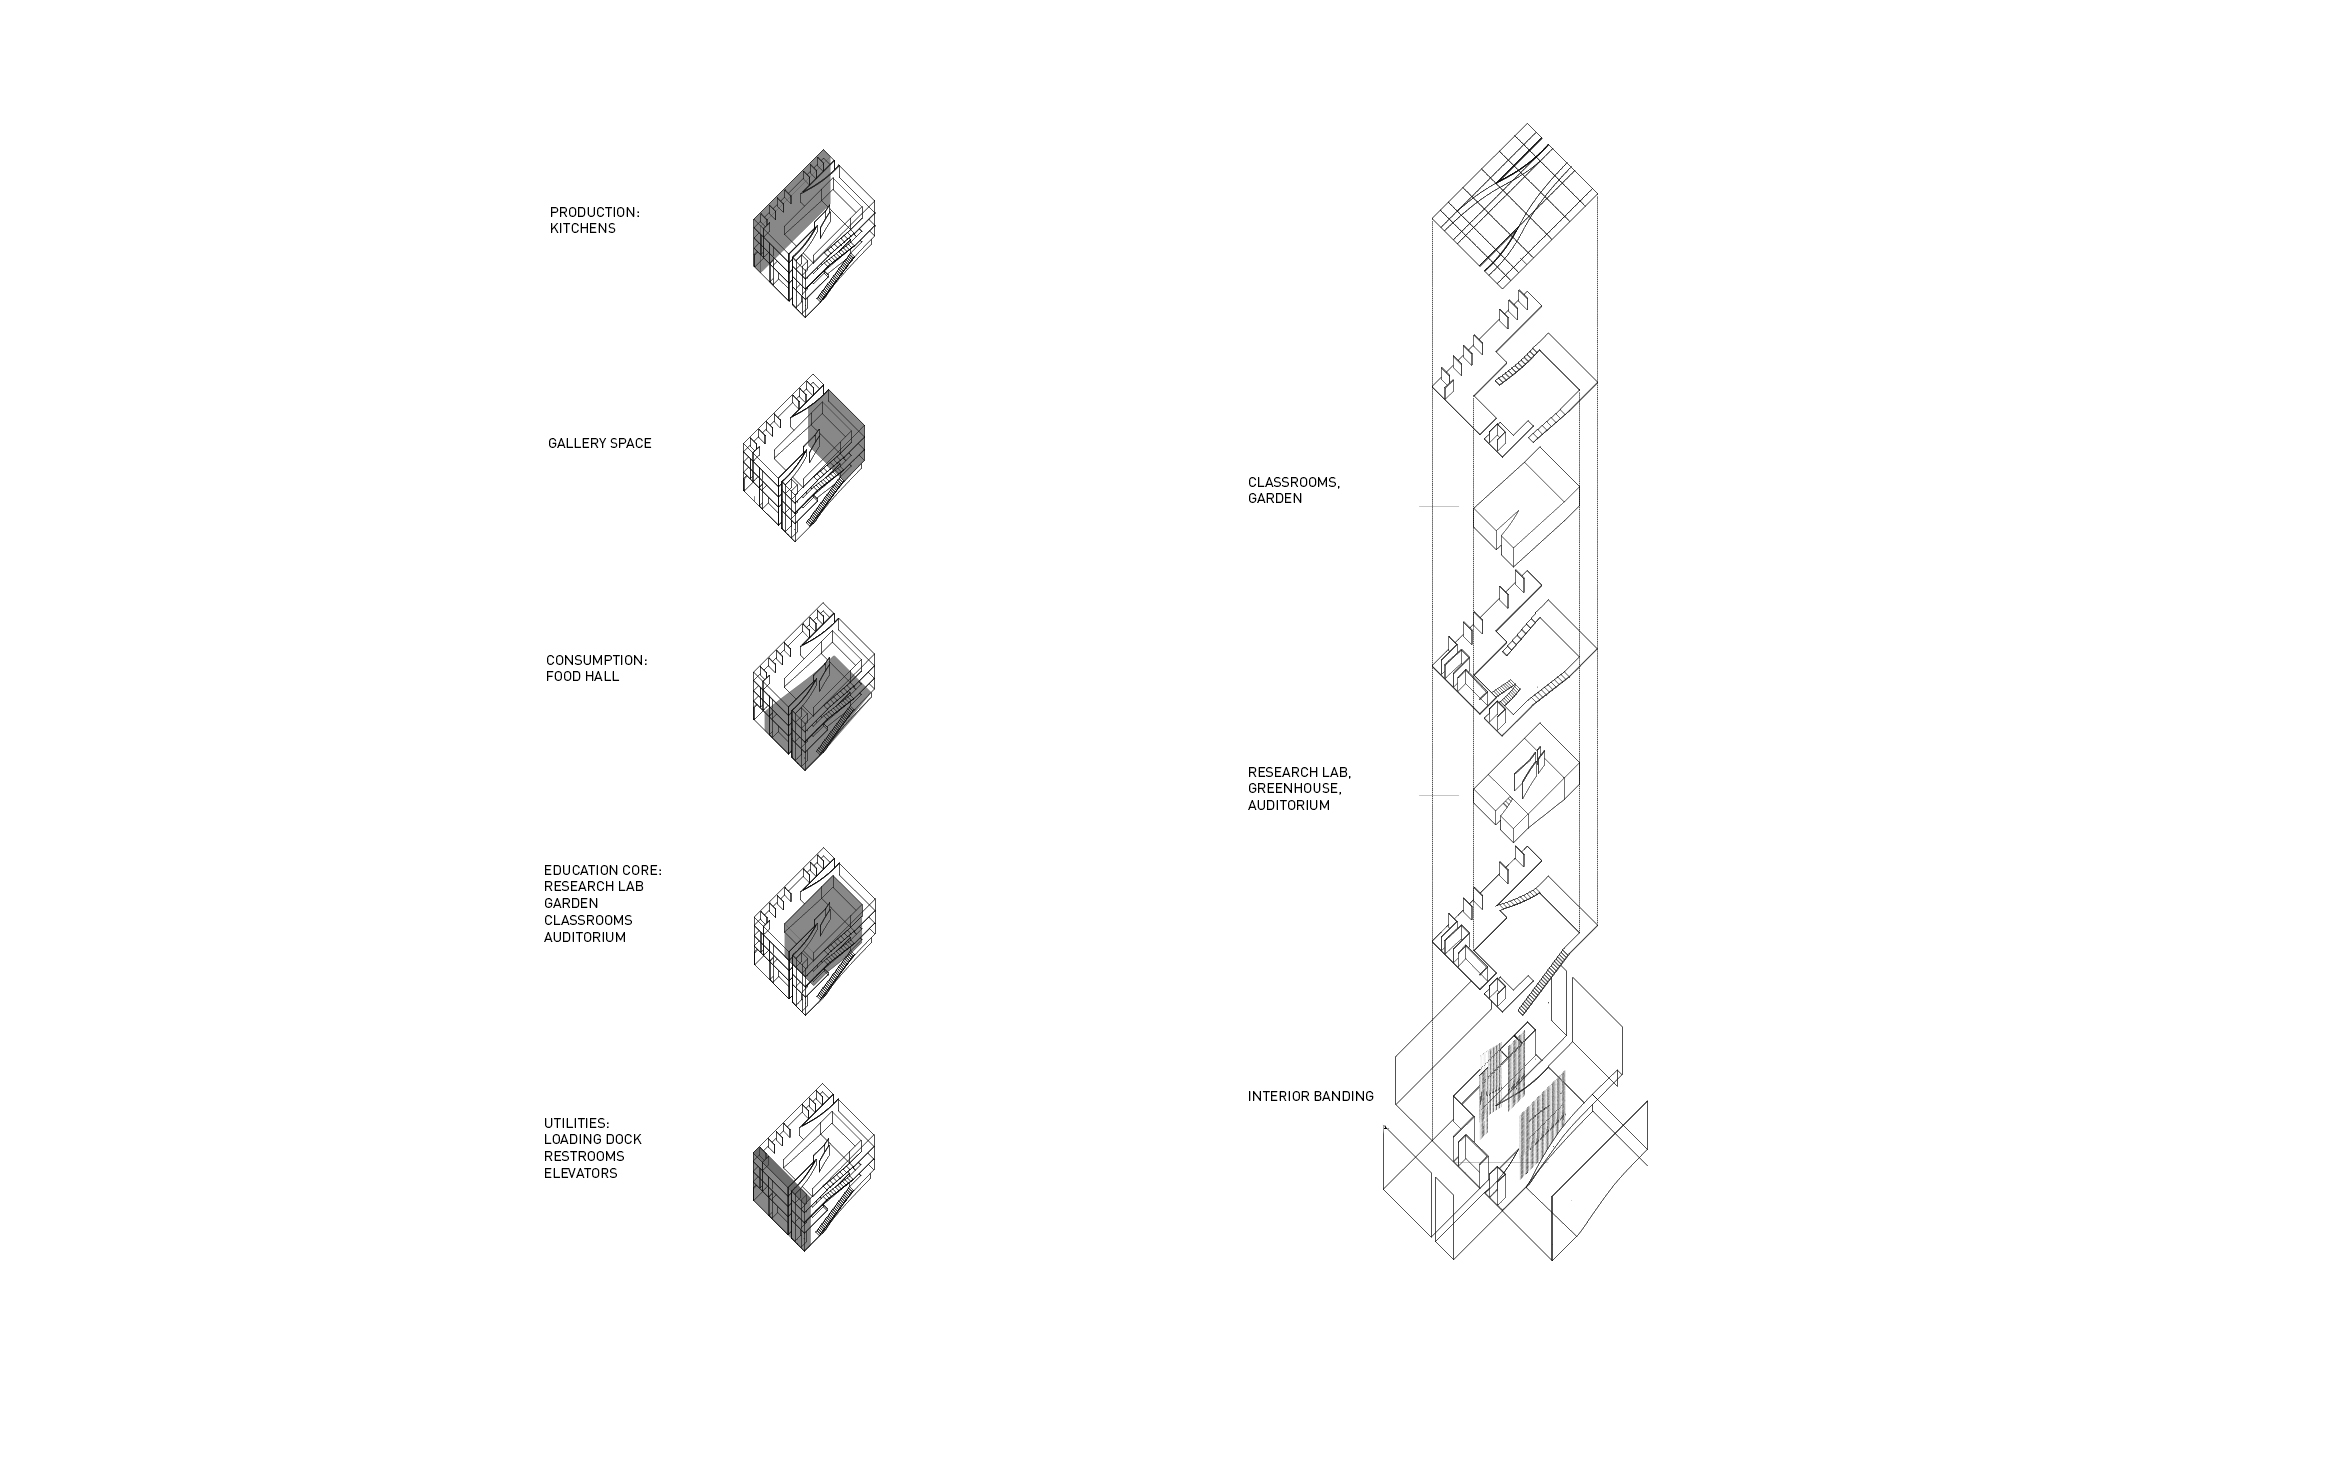 PRODUCTION:
KITCHENS
GALLERY SPACE
CONSUMPTION:
FOOD HALL
EDUCATION CORE:
RESEARCH LAB
GARDEN
CLASSROOMS
AUDITORIUM
UTILITIES:
LOADING DOCK
RESTROOMS
ELEVATORS
CLASSROOMS,
GARDEN
RESEARCH LAB,
GREENHOUSE,
AUDITORIUM
INTERIOR BANDING